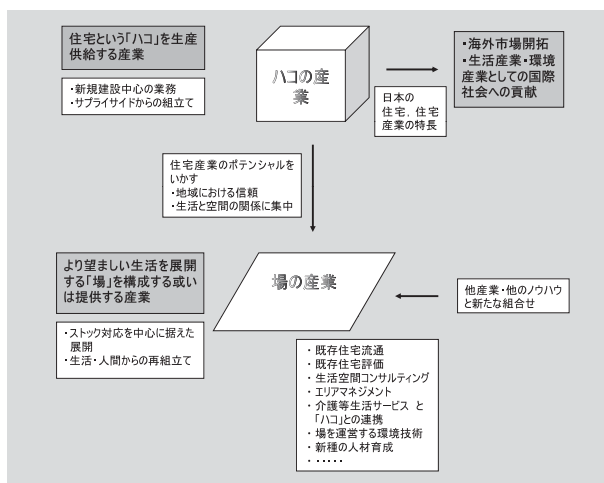 住宅という「ハコ」を生産
供給する産業
・新規建設中心の業務
・サプライサイドからの組立て
ハコの産
業
・海外市場開拓
・生活産業・環境
産業としての国際
社会への貢献
日本の
住宅, 住宅
産業の特長
住宅産業のポテンシャルを
いかす
・地域における信頼
・生活と空間の関係に集中
より望ましい生活を展開
する「場」を構成する或い
は提供する産業
・ストック対応を中心に据えた
展開
・生活・人間からの再組立て
場の産業
他産業・他のノウハウ
と新たな組合せ
・既存住宅流通
・既存住宅評価
・生活空間コンサルティング
・エリアマネジメント
・介護等生活サービス と
「ハコ」との連携
・場を運営する環境技術
・新種の人材育成
・・・・・・